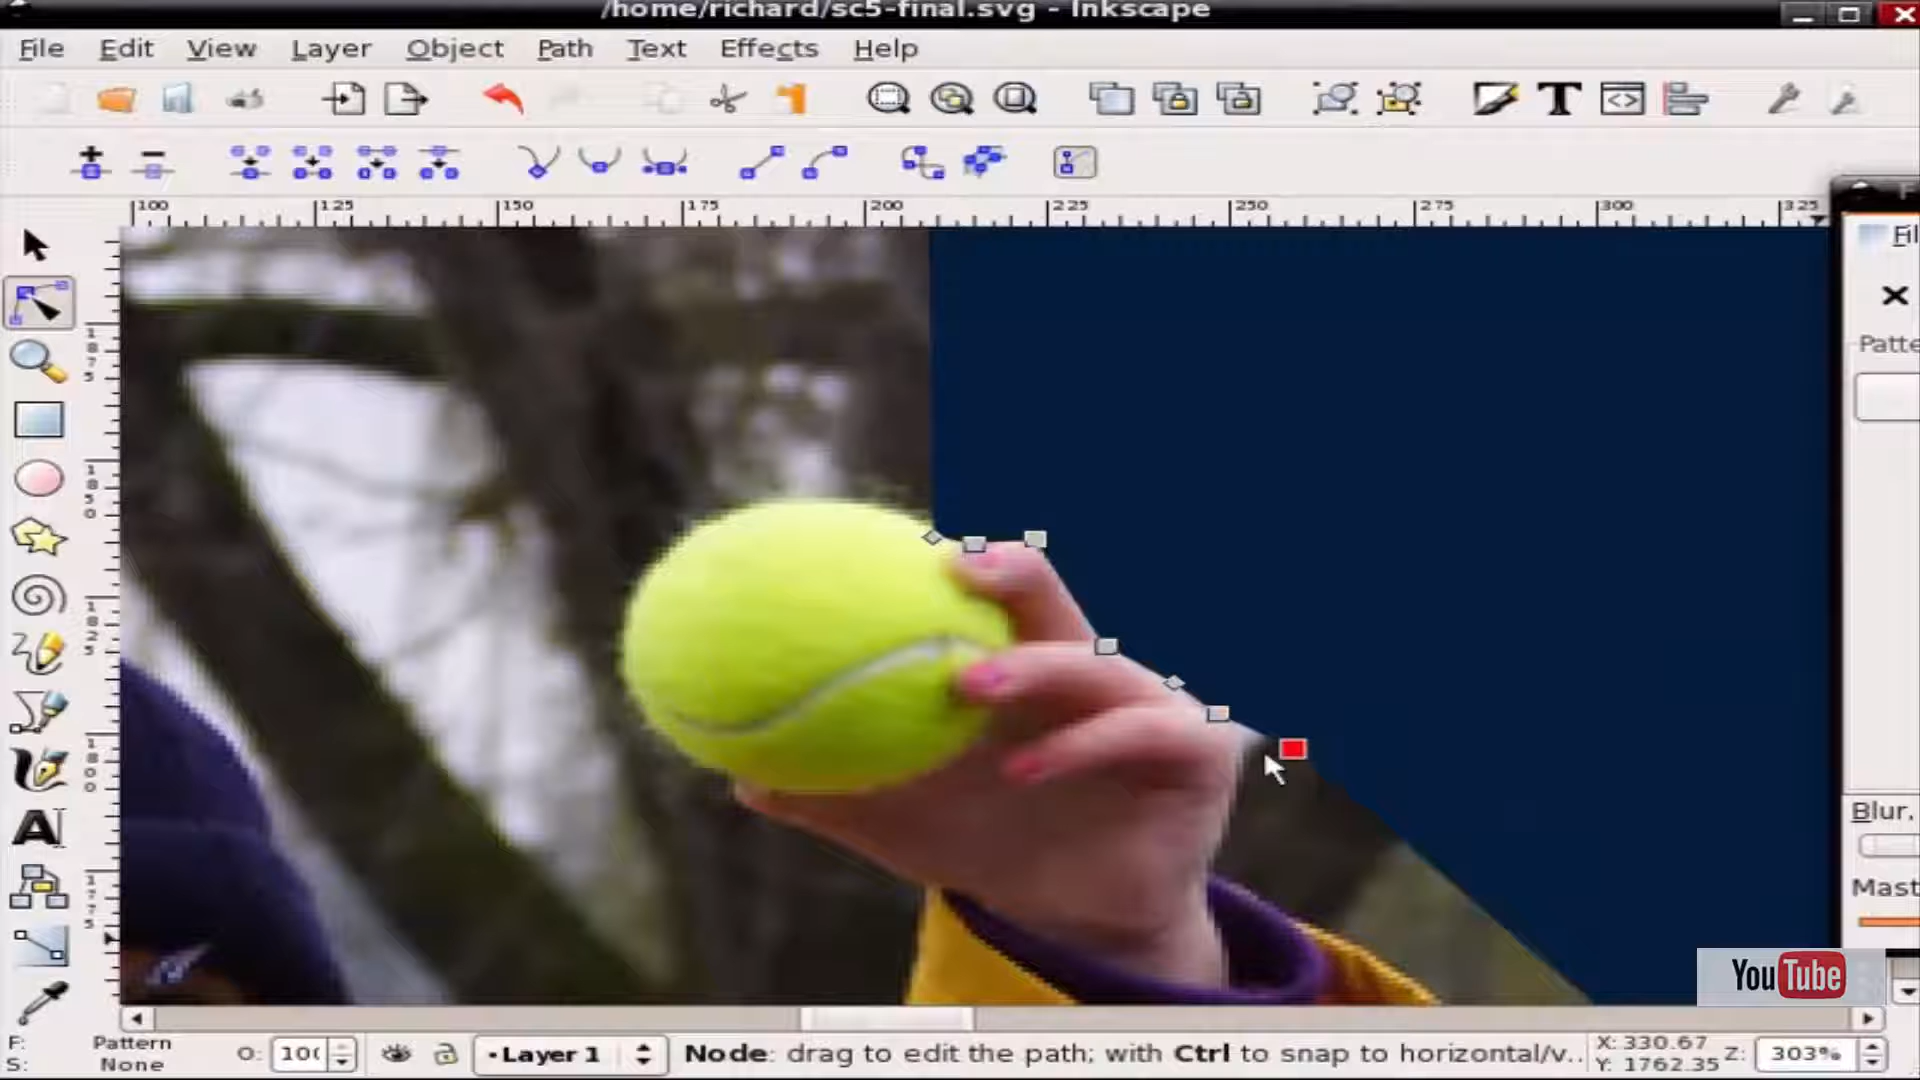 /home/richard/sc5-final.svg - Inkscape
File Edit View Layer Object Path Text Effects Help
100 125 150 175 200 225 250 275 300 325
Fil
Patte
Blur,
Mast
YouTube
F: Pattern
S: None
O: 10
Layer 1
Node: drag to edit the path; with Ctrl to snap to horizontal/v..
X: 330.67
Y: 1762.35
Z: 303%